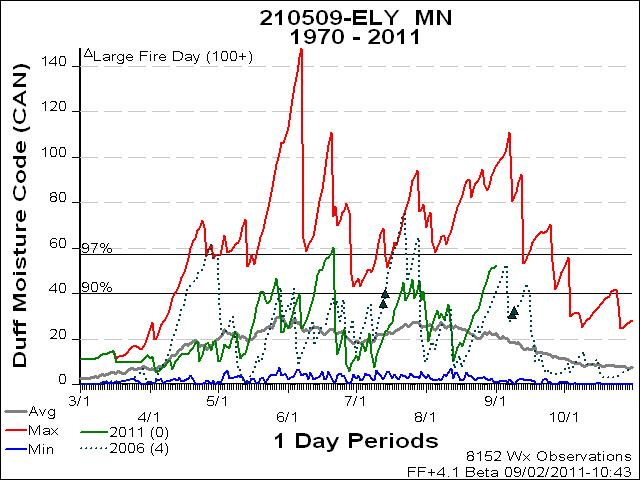 210509-ELY MN
1970 - 2011
Large Fire Day (100+)
Duff Moisture Code (CAN)
140
120
100
80
60
97%
90%
40
20
0
3/1 4/1 5/1 6/1 7/1 8/1 9/1 10/1
1 Day Periods
Avg
Max
Min
2011 (0)
2006 (4)
8152 Wx Observations
FF+4.1 Beta 09/02/2011-10:43